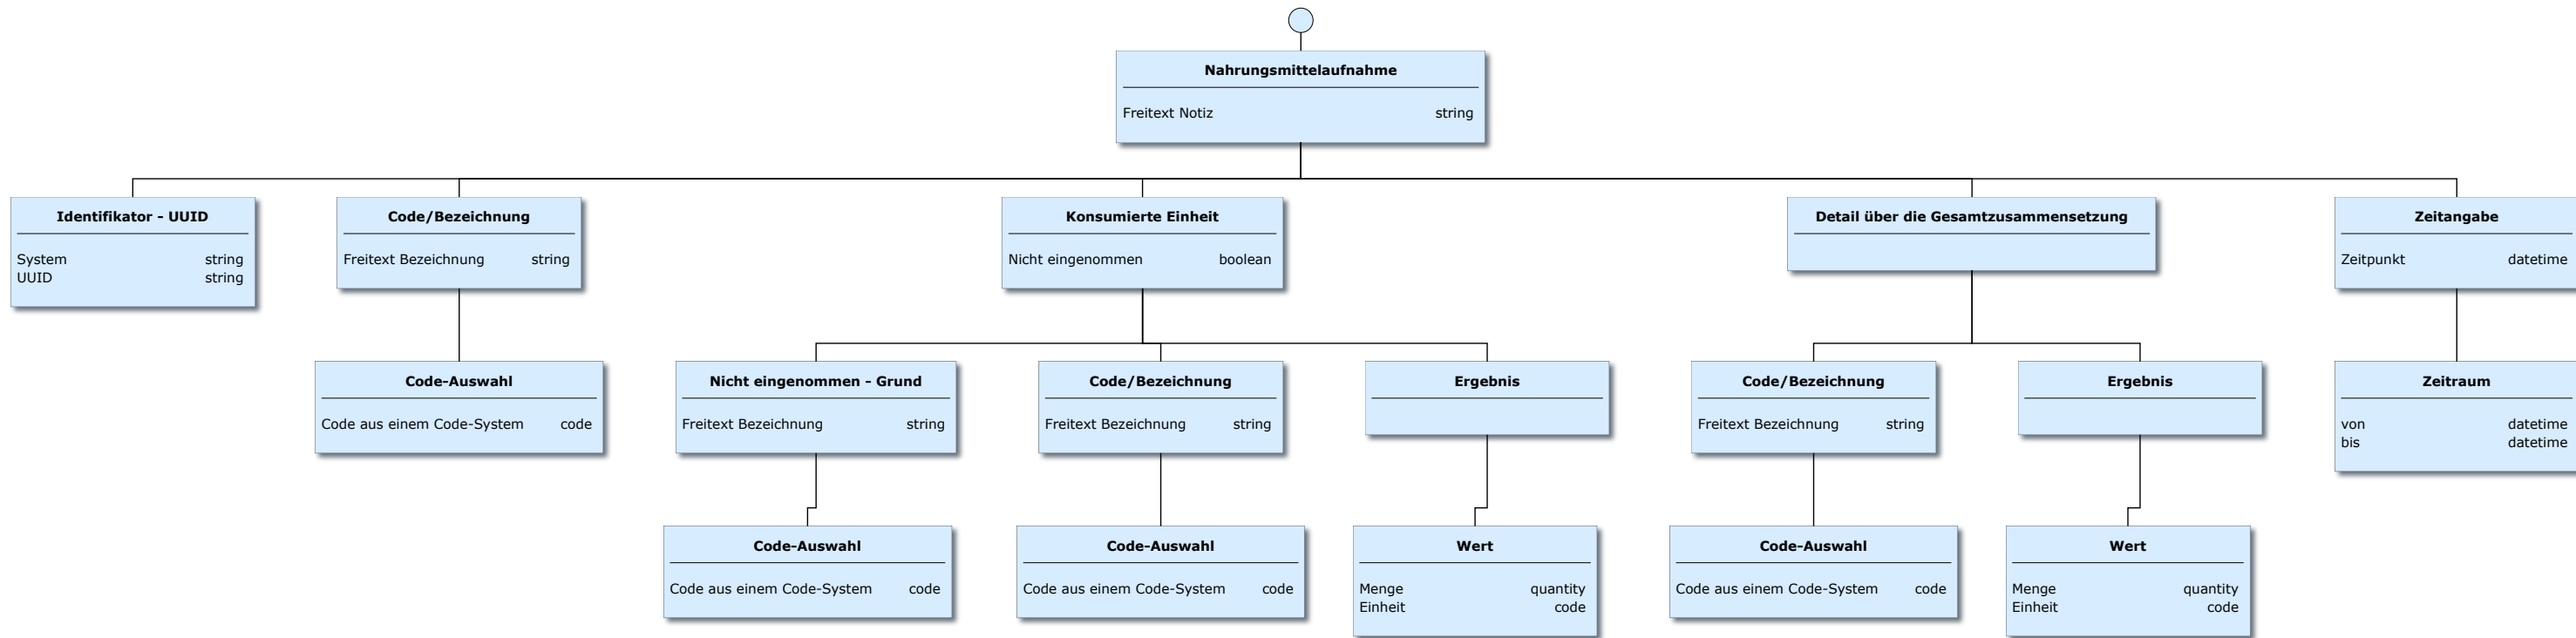 Nahrungsmittelaufnahme
Freitext Notiz string
Identifikator - UUID
System string
UUID string
Code/Bezeichnung
Freitext Bezeichnung string
Konsumierte Einheit
Nicht eingenommen boolean
Detail über die Gesamtzusammensetzung
Zeitangabe
Zeitpunkt datetime
Code-Auswahl
Code aus einem Code-System code
Nicht eingenommen - Grund
Freitext Bezeichnung string
Code/Bezeichnung
Freitext Bezeichnung string
Ergebnis
Code/Bezeichnung
Freitext Bezeichnung string
Ergebnis
Zeitraum
von datetime
bis datetime
Code-Auswahl
Code aus einem Code-System code
Code-Auswahl
Code aus einem Code-System code
Wert
Menge quantity
Einheit code
Code-Auswahl
Code aus einem Code-System code
Wert
Menge quantity
Einheit code